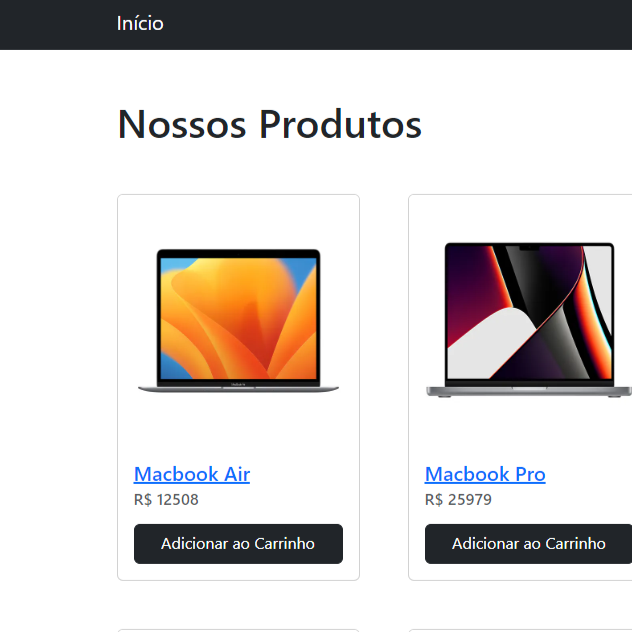 Início
Nossos Produtos
Macbook Air
R$ 12508
Adicionar ao Carrinho
Macbook Pro
R$ 25979
Adicionar ao Carrinho